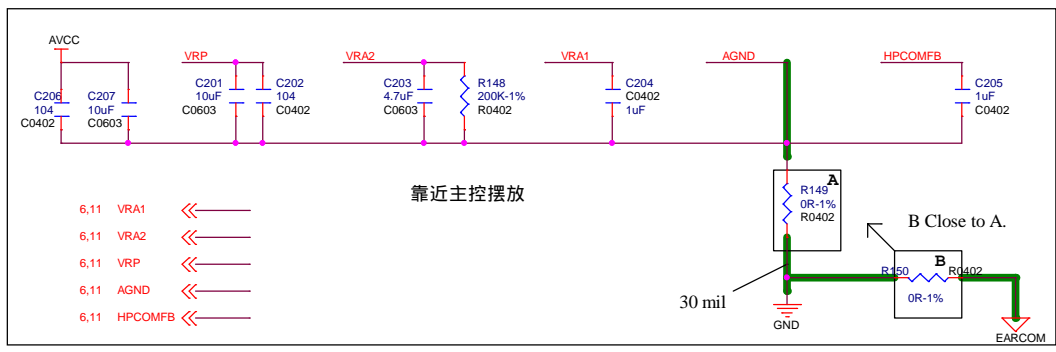 AVCC
VRP
VRA2
VRA1
AGND
HPCOMFB
C206
104
C0402
C207
10uF
C0603
C201
10uF
C0603
C202
104
C0402
C203
4.7uF
C0603
R148
200K-1%
R0402
C204
C0402
1uF
C205
1uF
C0402
靠近主控摆放
A
R149
0R-1%
R0402
B Close to A.
B
R150
R0402
0R-1%
30 mil
GND
EARCOM
6,11 VRA1
6,11 VRA2
6,11 VRP
6,11 AGND
6,11 HPCOMFB